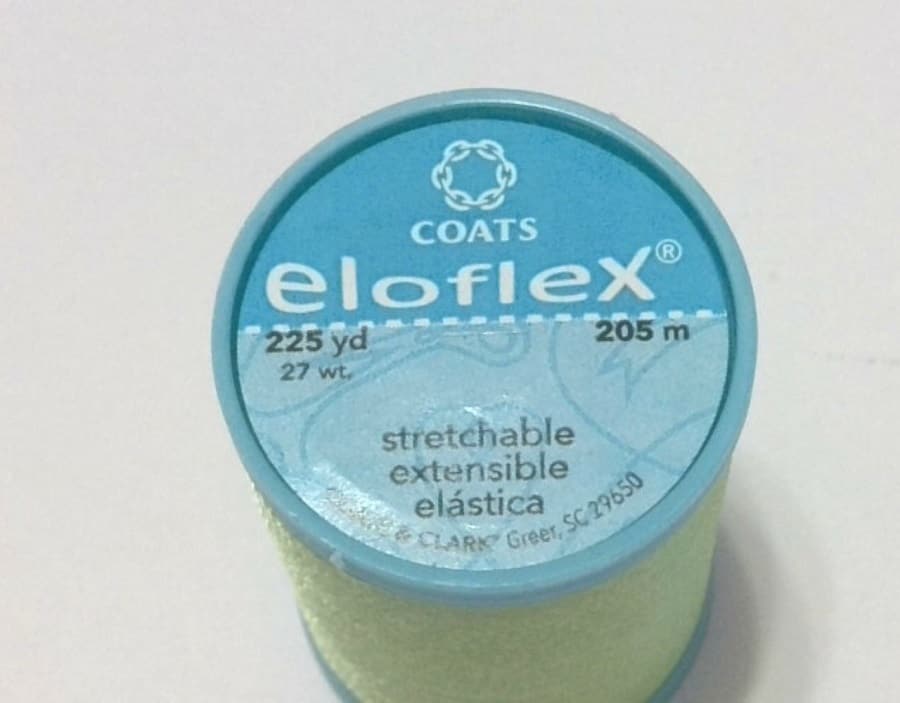 COATS
eloflex®
225 yd 205 m
27 wt.
stretchable
extensible
elástica
& CLARK® Greer, SC 29650